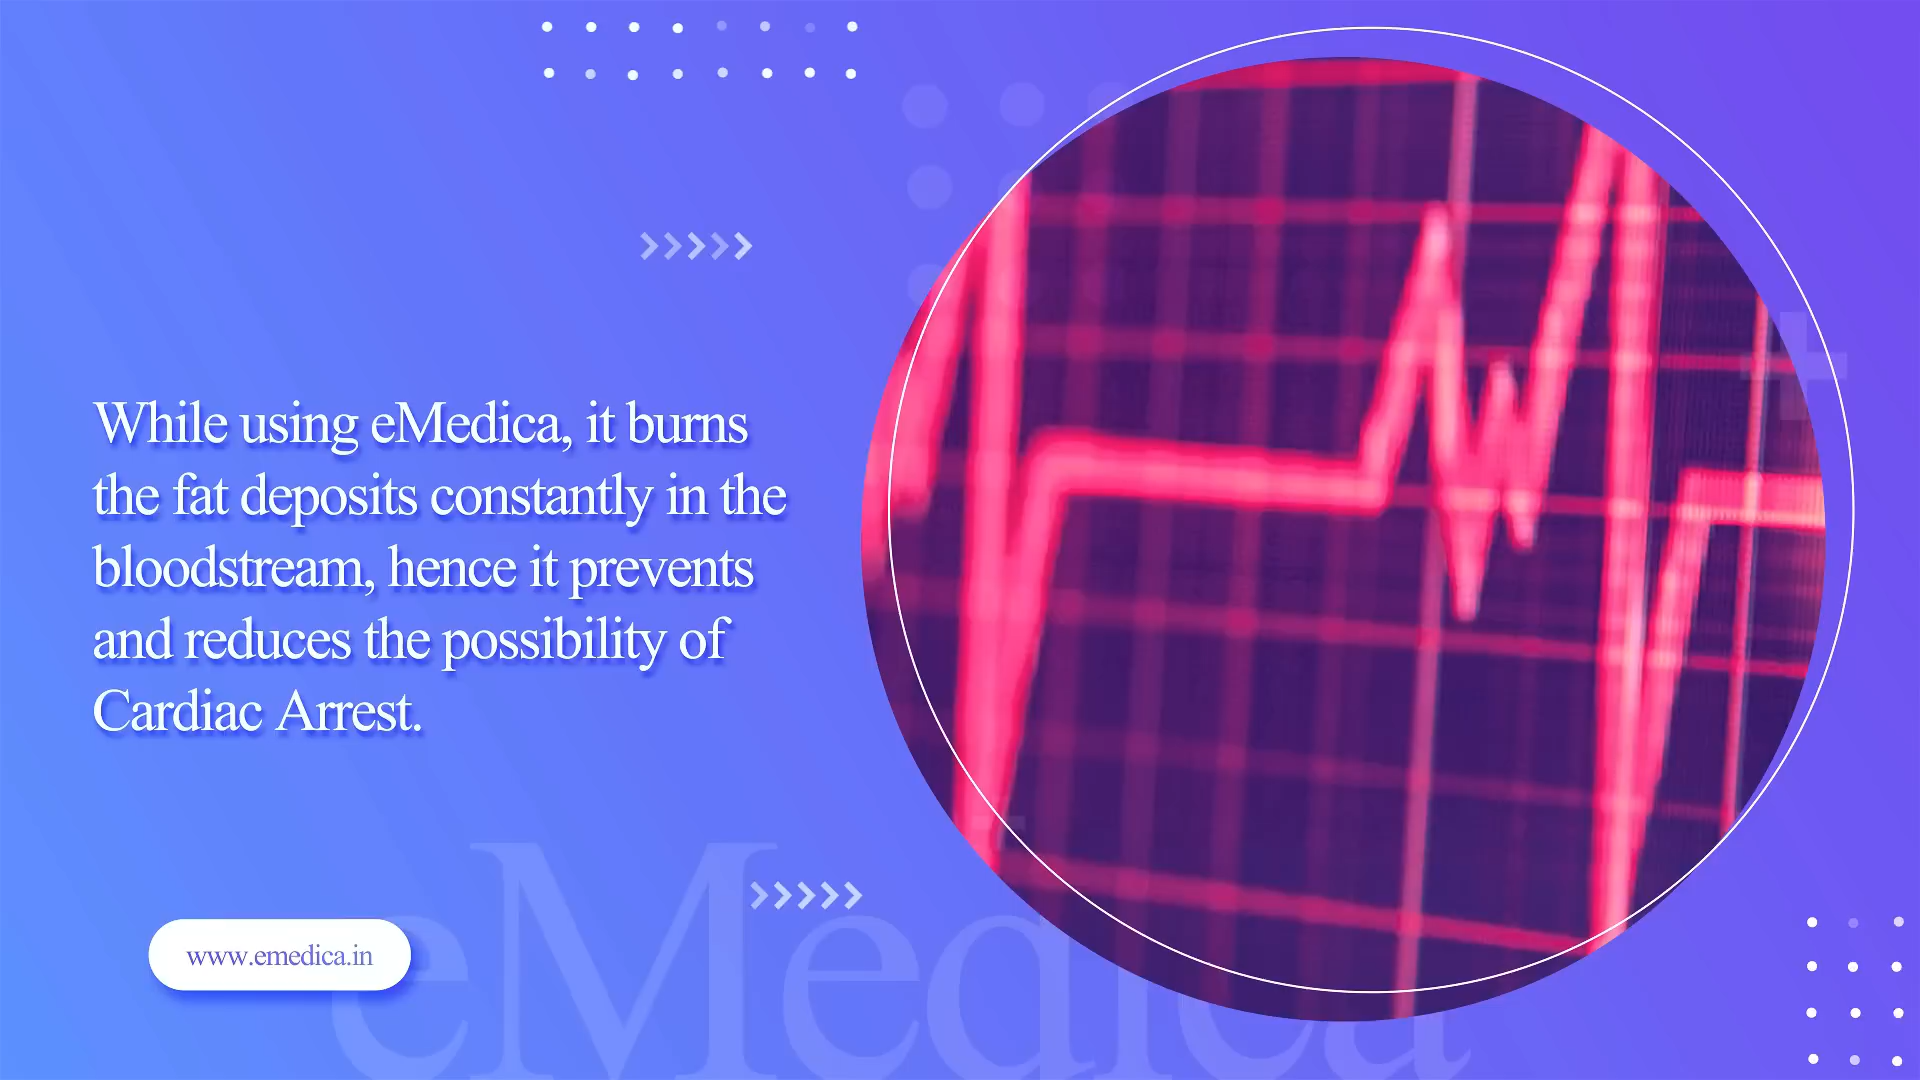 While using eMedica, it burns
the fat deposits constantly in the
bloodstream, hence it prevents
and reduces the possibility of
Cardiac Arrest.
www.emedica.in
eMedica